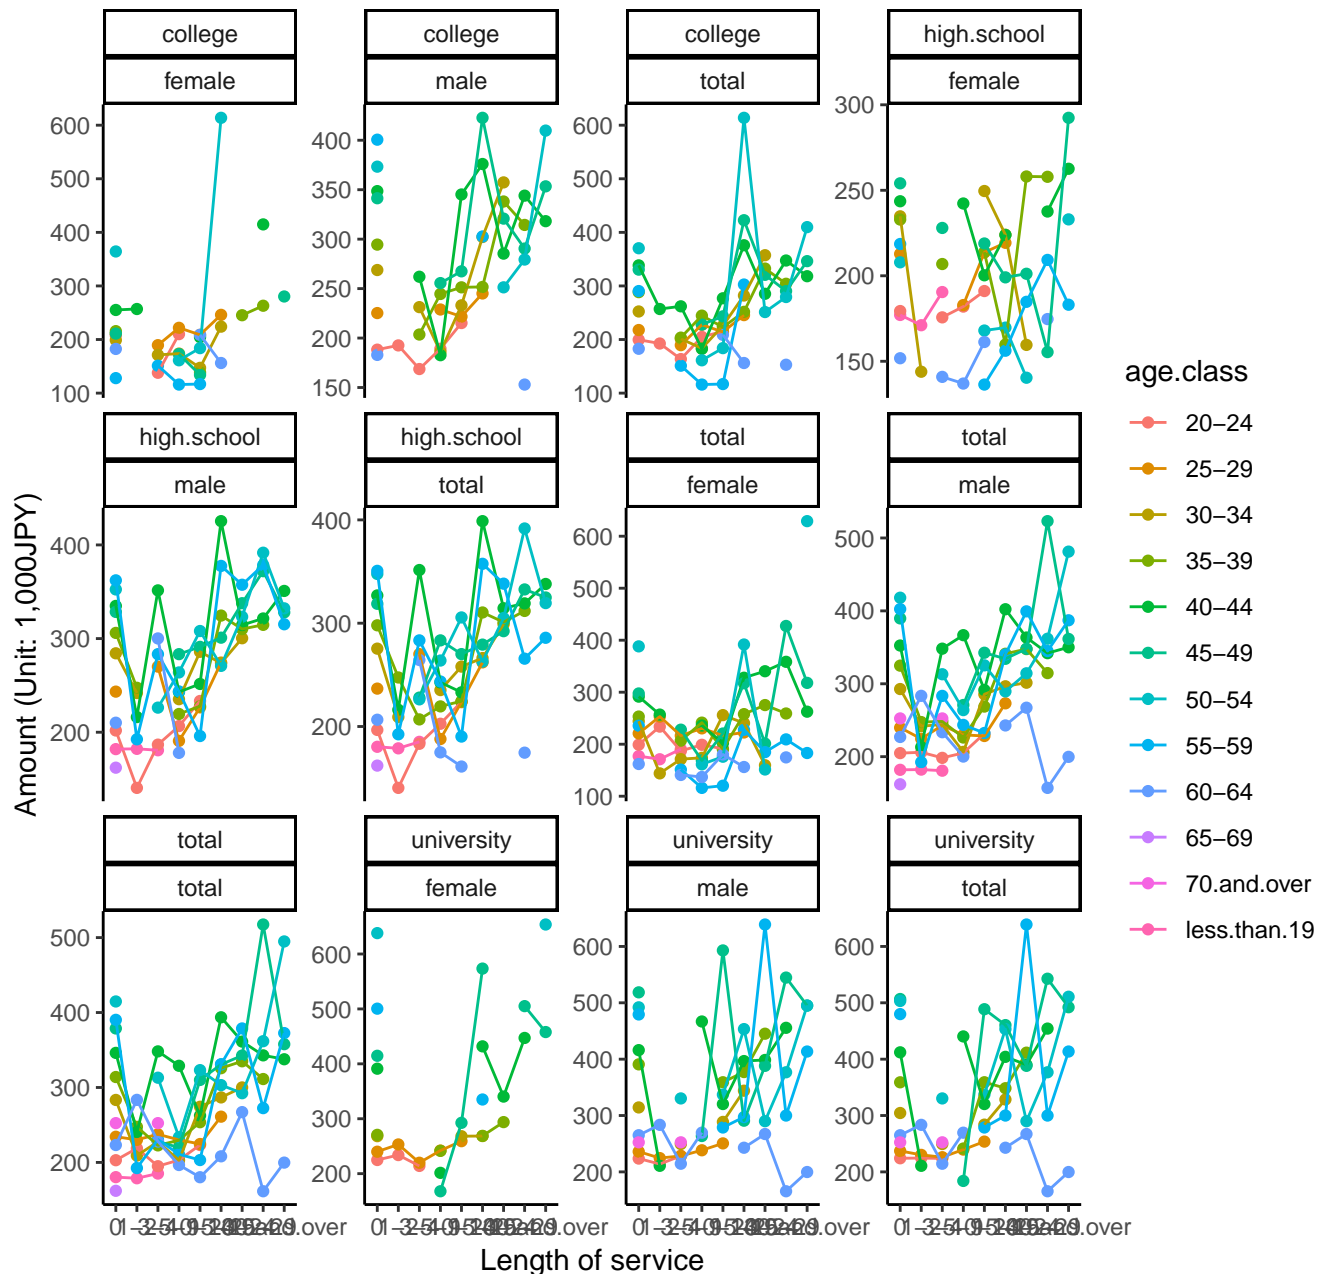 college college college high.school
female male total female
300
600 400 600
500 350 500 250
400 300 400
300 250 300 200
200 200 200
100 150 100 150
high.school high.school total total
male total female male
400 600 500
400 500
300 400 400
300 300 300
200 200 200 200
100
total university university university
total female male total
500 600 600 600
400 500 500 500
300 400 400 400
200 300 300 300
200 200 200
Length of service
Amount (Unit: 1,000JPY)
age.class
20−24
25−29
30−34
35−39
40−44
45−49
50−54
55−59
60−64
65−69
70.and.over
less.than.19